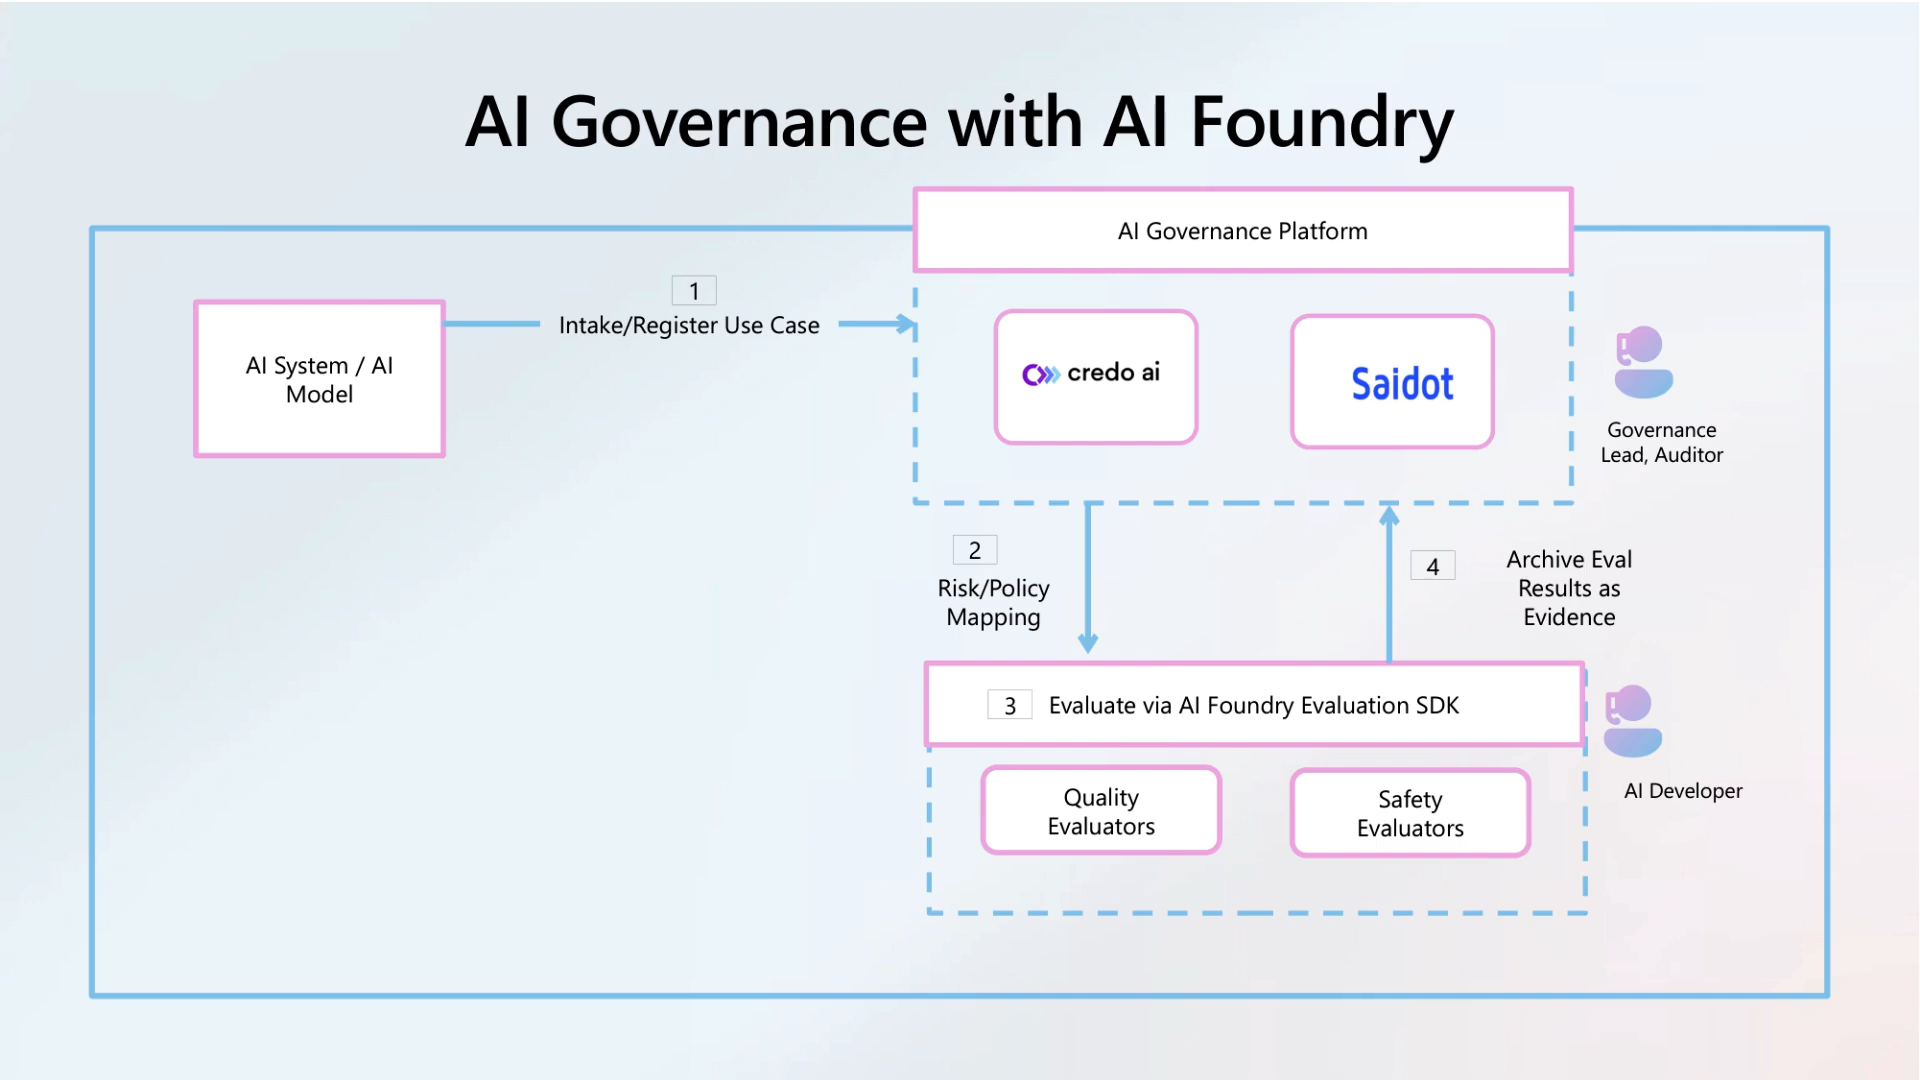 AI Governance with AI Foundry
AI Governance Platform
1
Intake/Register Use Case
AI System / AI
Model
credo ai
Saidot
Governance
Lead, Auditor
2
Risk/Policy
Mapping
4
Archive Eval
Results as
Evidence
3 Evaluate via AI Foundry Evaluation SDK
Quality
Evaluators
Safety
Evaluators
AI Developer